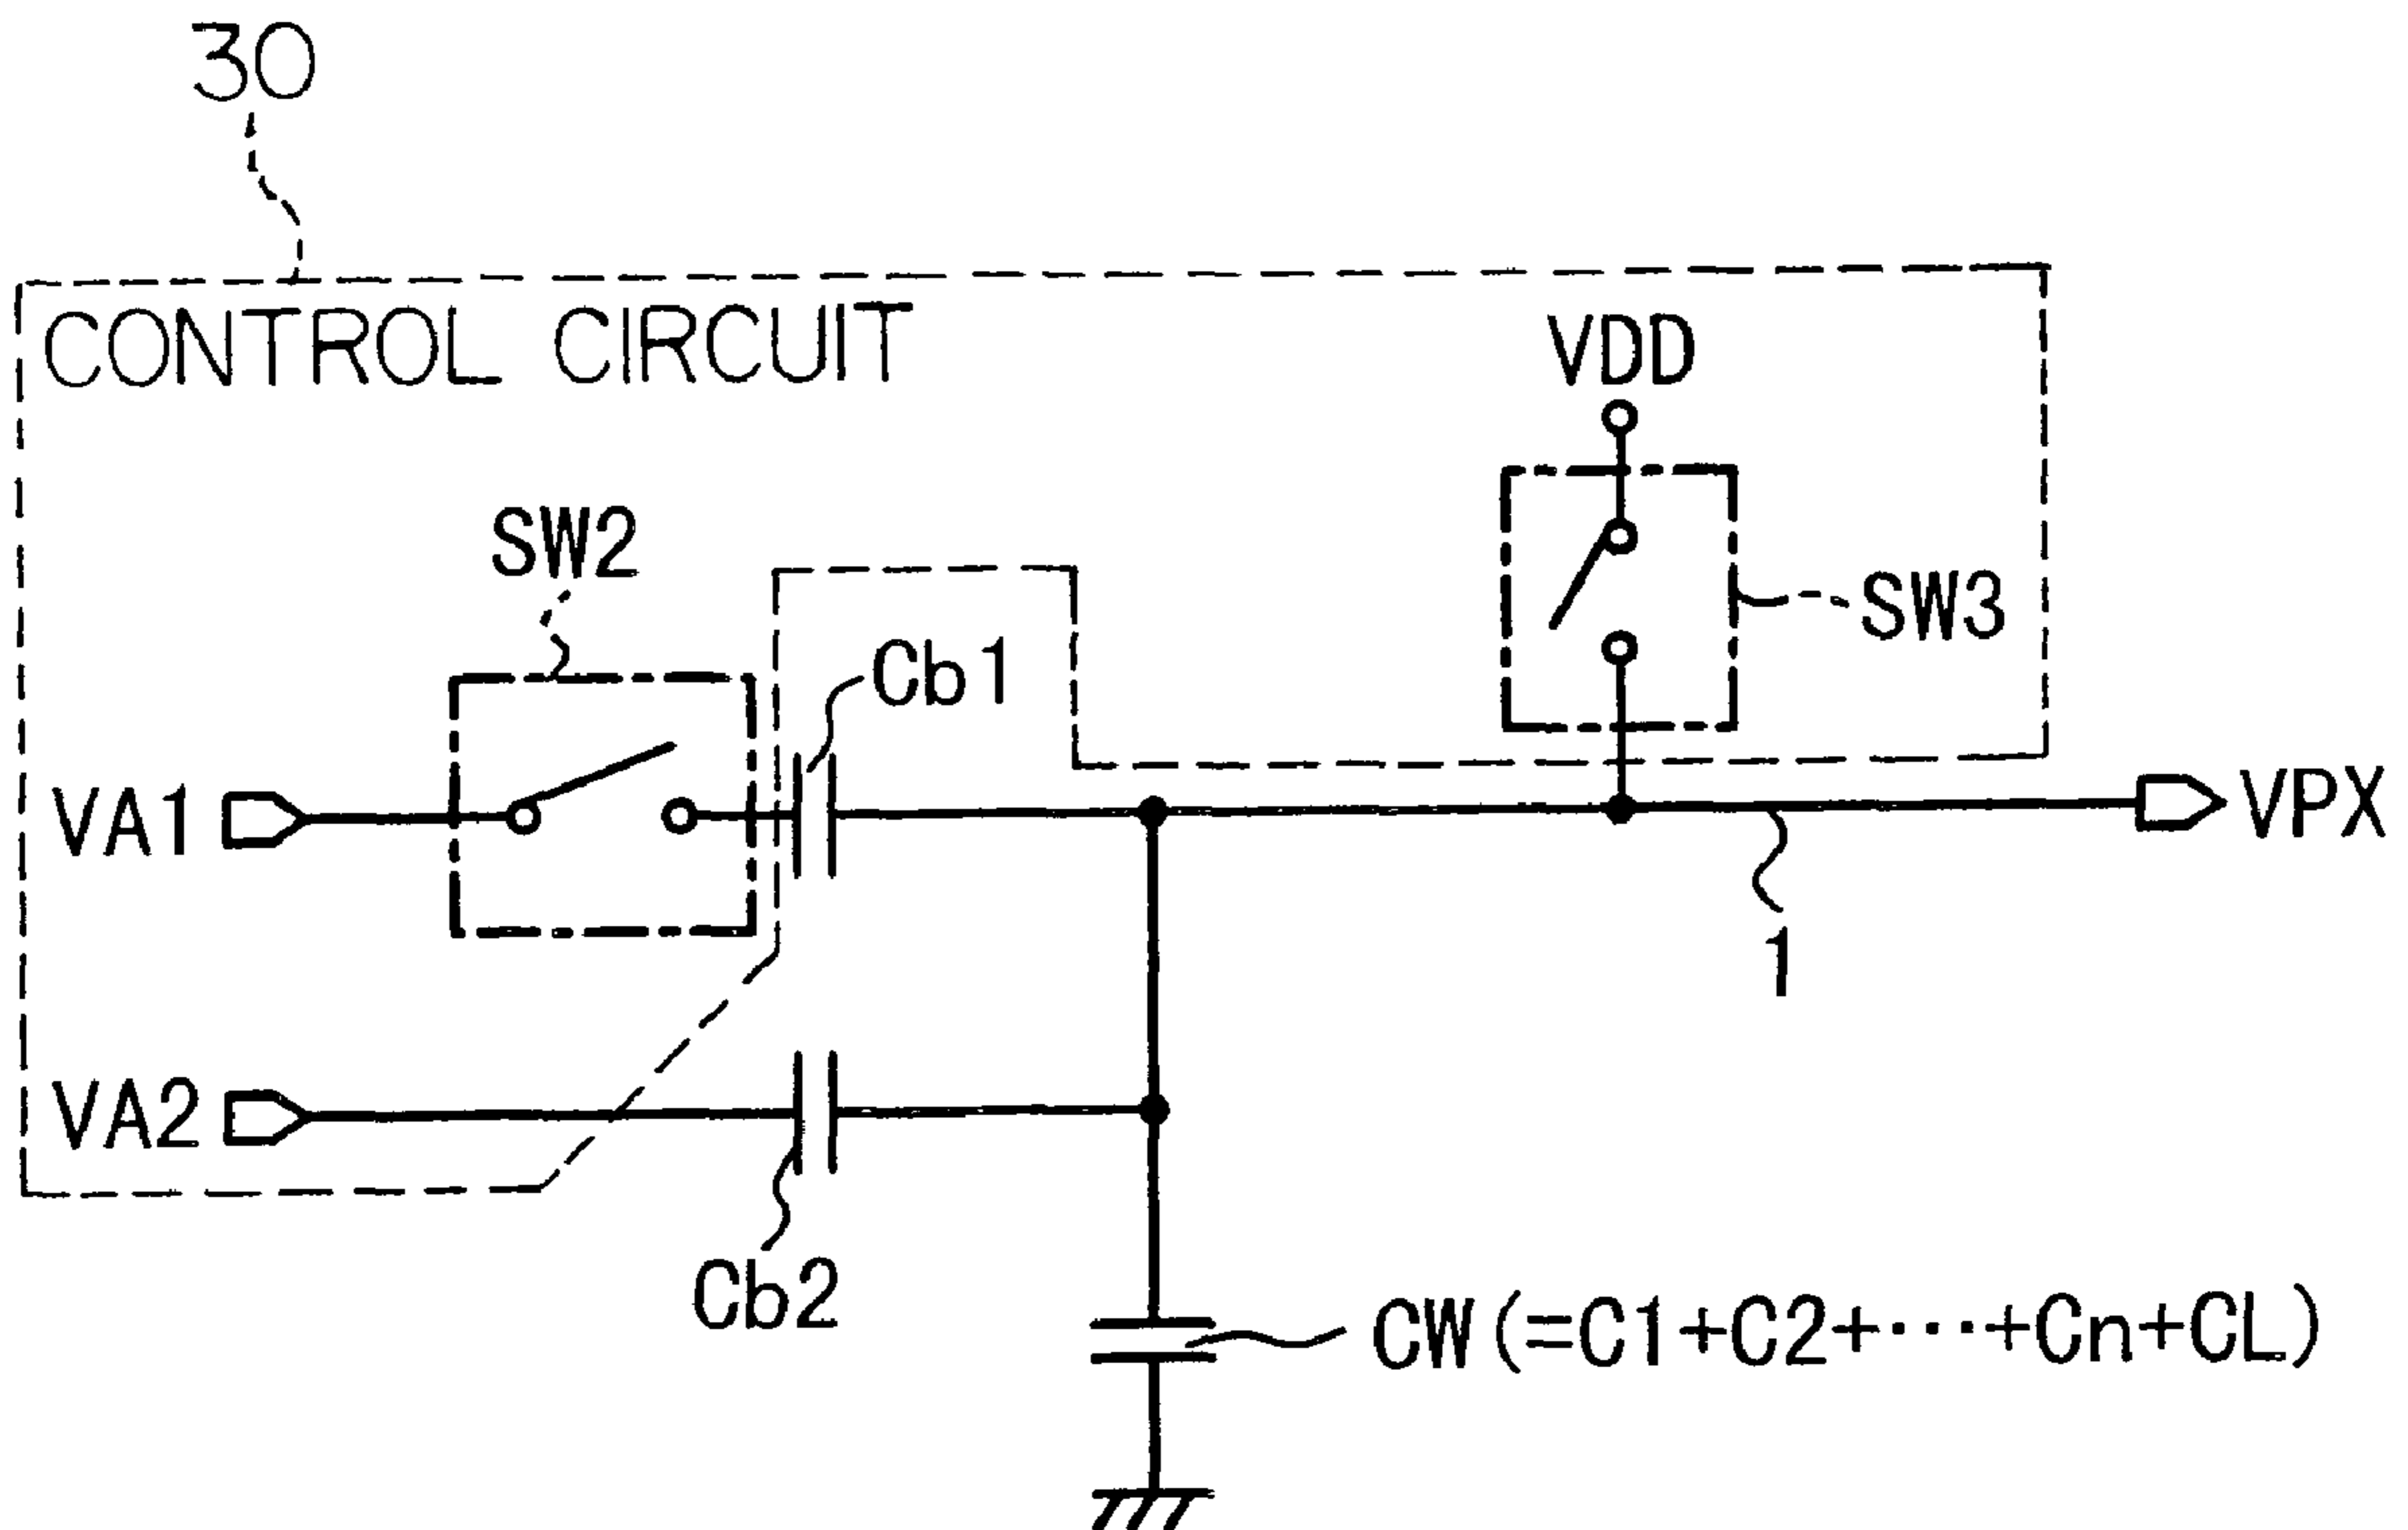 30
CONTROL CIRCUIT
VDD
SW2
SW3
Cb1
VA1
VPX
1
VA2
Cb2
CW(=C1+C2+···+Cn+CL)